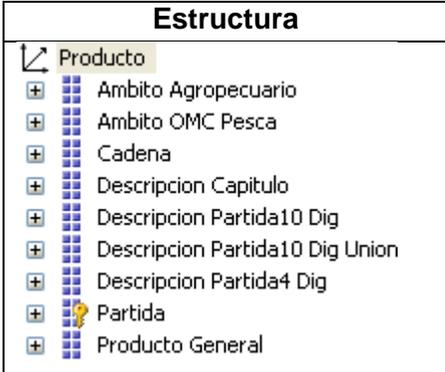 Estructura
Producto
Ambito Agropecuario
Ambito OMC Pesca
Cadena
Descripcion Capitulo
Descripcion Partida10 Dig
Descripcion Partida10 Dig Union
Descripcion Partida4 Dig
Partida
Producto General